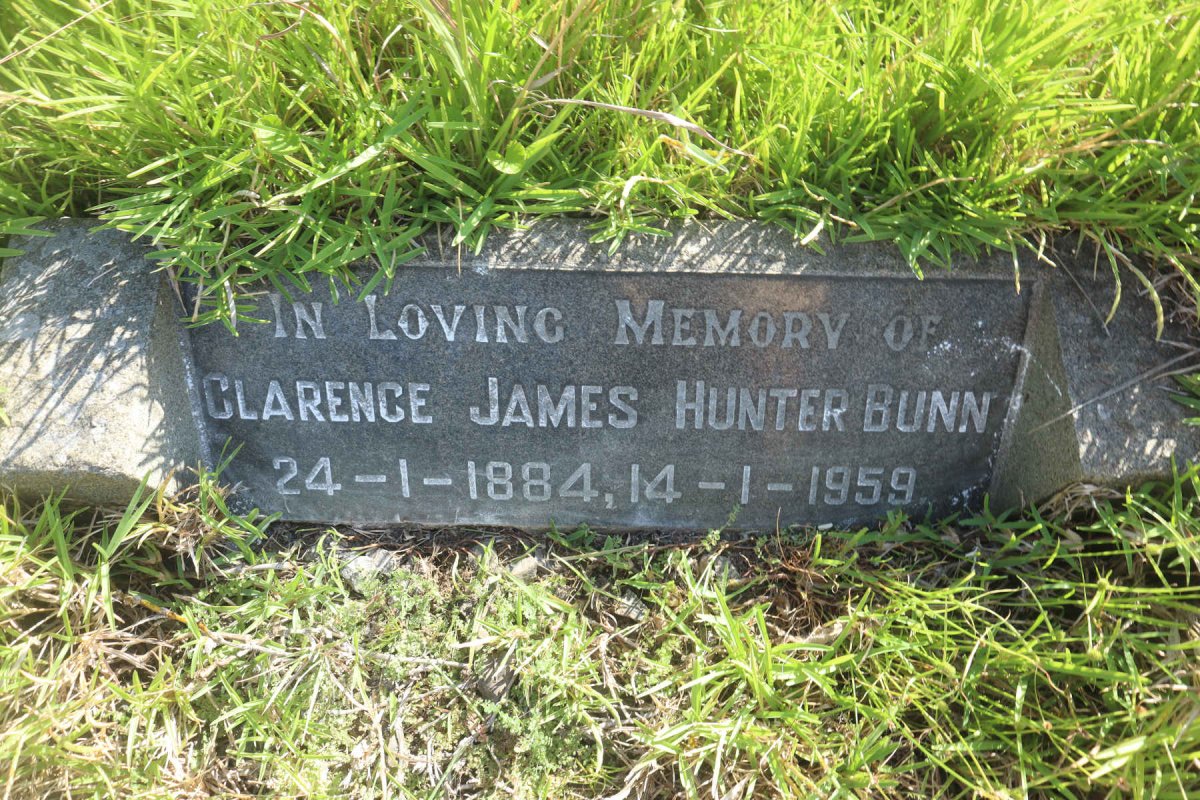 In Loving Memory of
Clarence James Hunter Bunn
24-1-1884, 14-1-1959